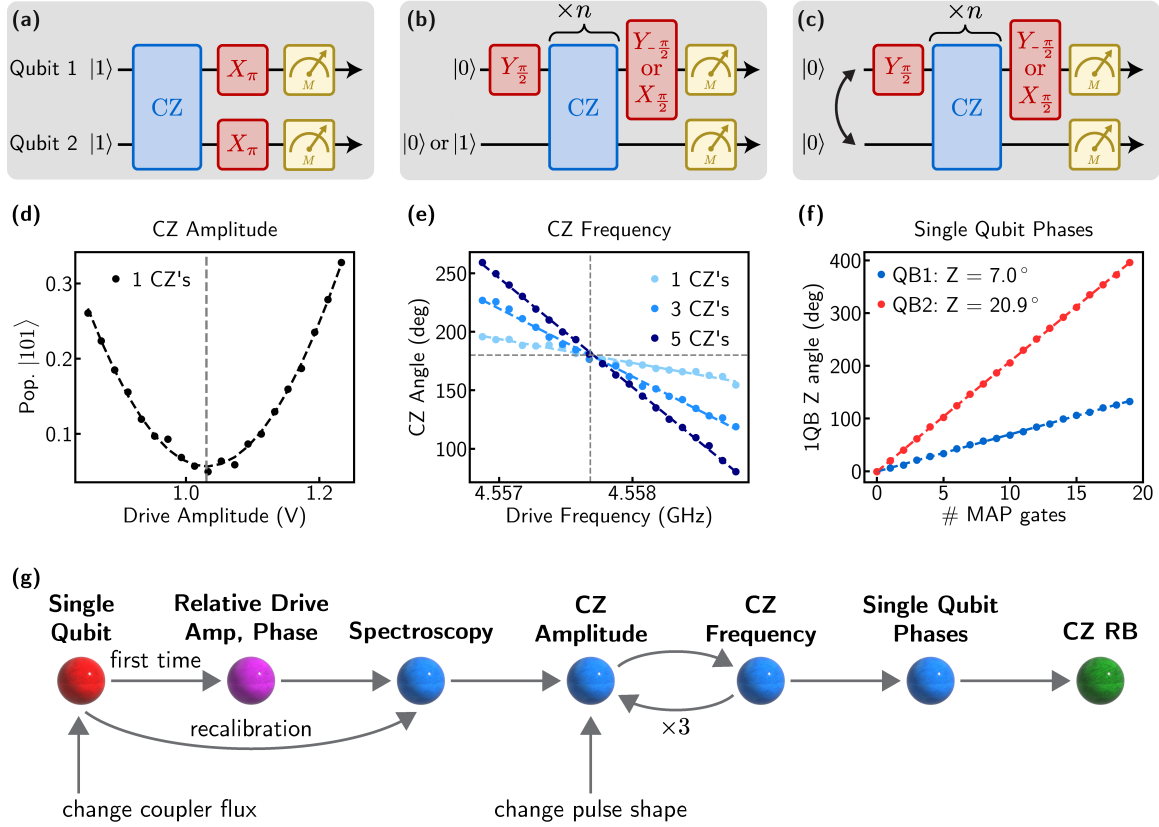 (a)
Qubit 1 |1⟩
CZ
X_π
M
Qubit 2 |1⟩
X_π
M
(b)
×n
|0⟩
Y_{π/2}
CZ
Y_{-π/2}
or
X_{π/2}
M
|0⟩ or |1⟩
M
(c)
×n
|0⟩
Y_{π/2}
CZ
Y_{-π/2}
or
X_{π/2}
M
|0⟩
M
(d)
CZ Amplitude
1 CZ's
Pop. |101⟩
0.3
0.2
0.1
1.0 1.2
Drive Amplitude (V)
(e)
CZ Frequency
1 CZ's
3 CZ's
5 CZ's
CZ Angle (deg)
250
200
150
100
4.557 4.558
Drive Frequency (GHz)
(f)
Single Qubit Phases
QB1: Z = 7.0°
QB2: Z = 20.9°
1QB Z angle (deg)
400
300
200
100
0
0 5 10 15 20
# MAP gates
(g)
Single
Qubit
Relative Drive
Amp, Phase
Spectroscopy
CZ
Amplitude
CZ
Frequency
Single Qubit
Phases
CZ RB
first time
recalibration
×3
change coupler flux
change pulse shape